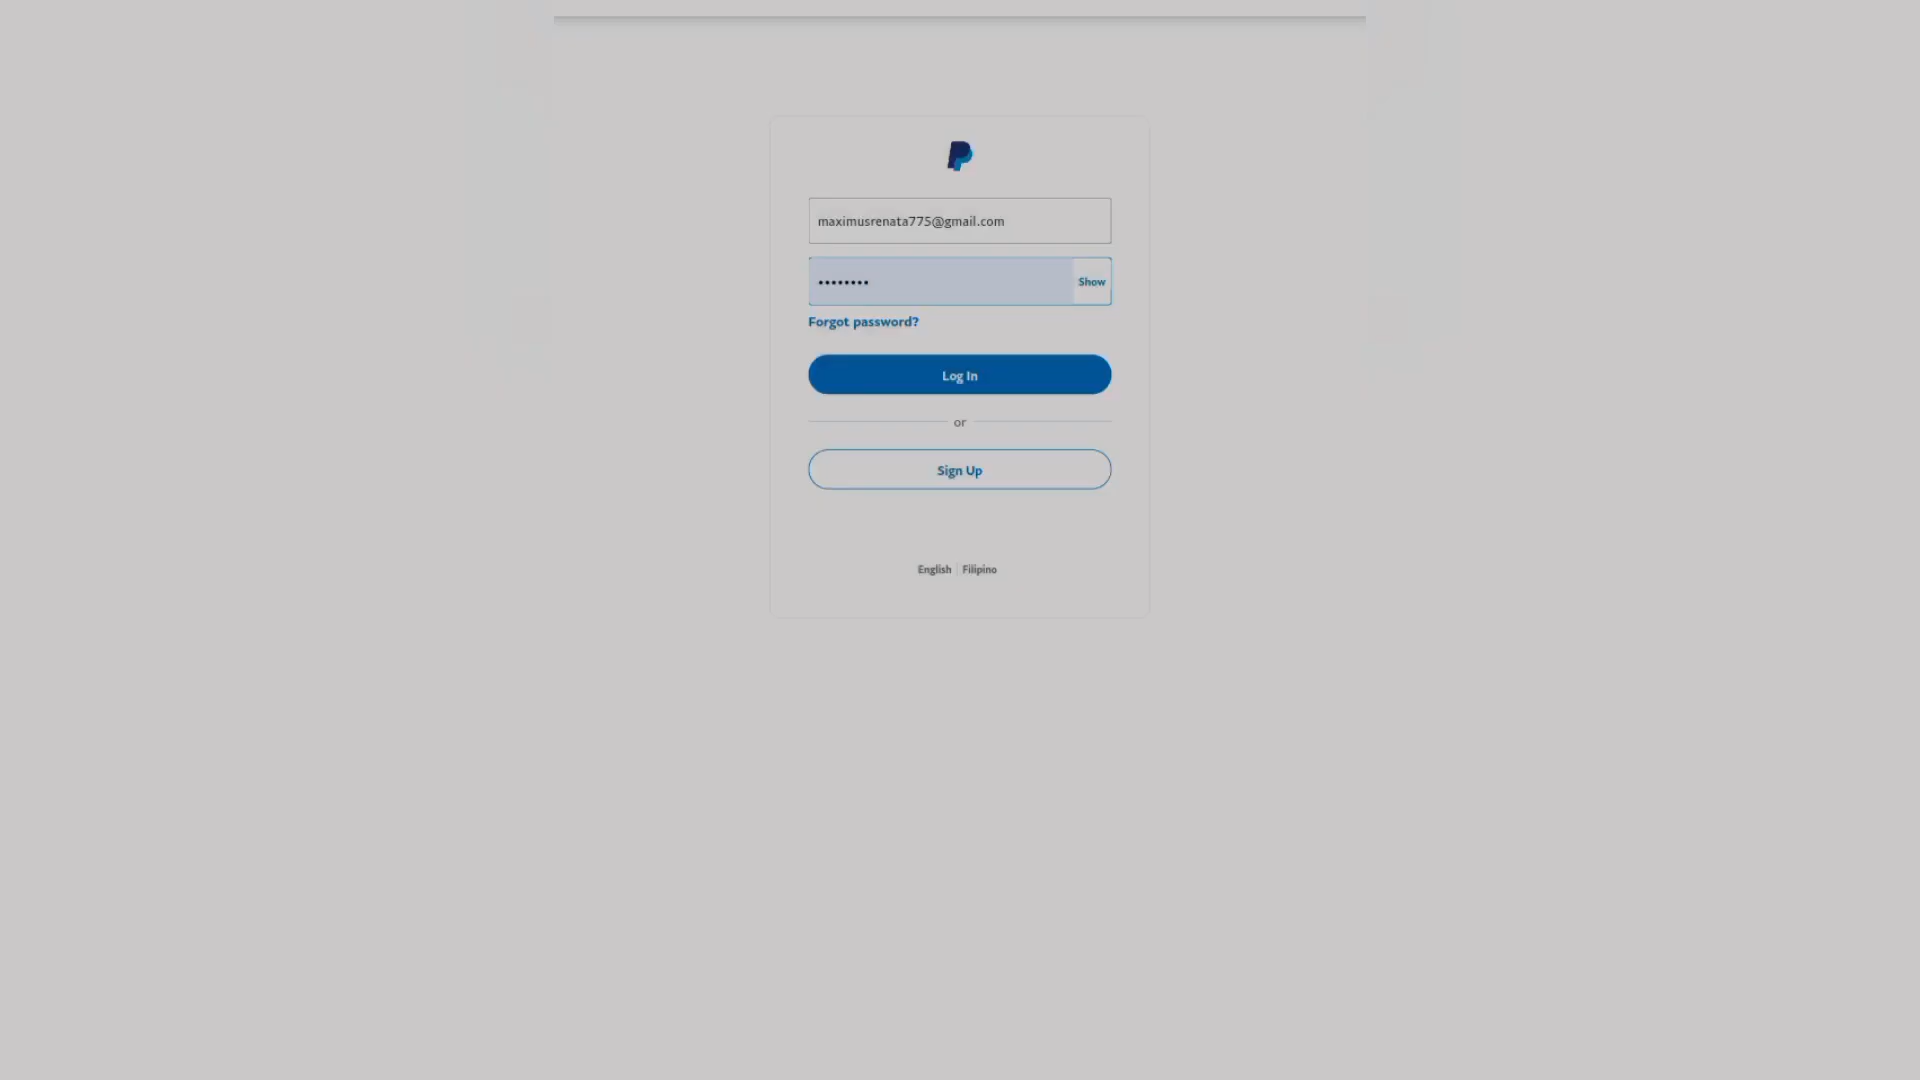 maximusrenata775@gmail.com
•••••••• Show
Forgot password?
Log In
or
Sign Up
English | Filipino